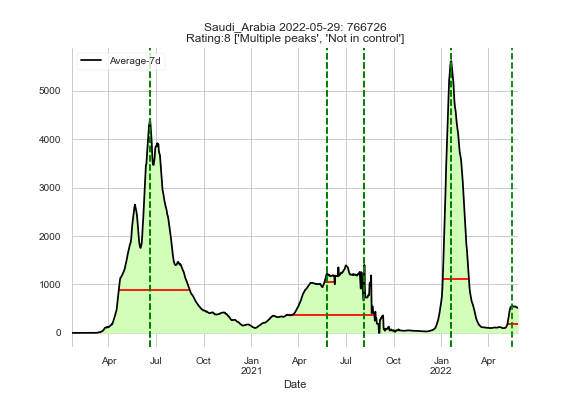 Saudi_Arabia 2022-05-29: 766726
Rating:8 ['Multiple peaks', 'Not in control']
Average-7d
5000
4000
3000
2000
1000
0
Apr Jul Oct Jan Apr Jul Oct Jan Apr
2021 2022
Date